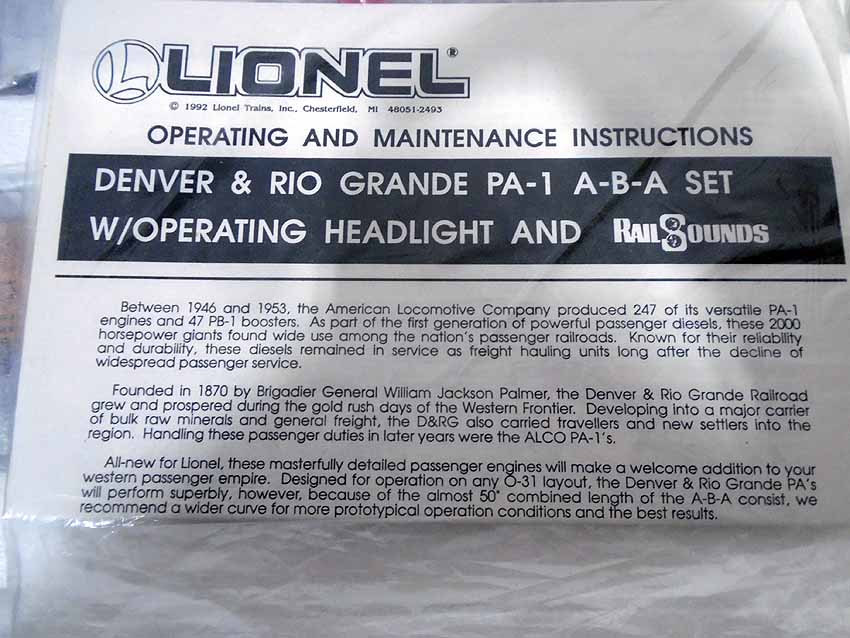 LIONEL®
© 1992 Lionel Trains, Inc., Chesterfield, MI 48051-2493
OPERATING AND MAINTENANCE INSTRUCTIONS
DENVER & RIO GRANDE PA-1 A-B-A SET
W/OPERATING HEADLIGHT AND RAILSOUNDS
Between 1946 and 1953, the American Locomotive Company produced 247 of its versatile PA-1
engines and 47 PB-1 boosters. As part of the first generation of powerful passenger diesels, these 2000
horsepower giants found wide use among the nation's passenger railroads. Known for their reliability
and durability, these diesels remained in service as freight hauling units long after the decline of
widespread passenger service.
Founded in 1870 by Brigadier General William Jackson Palmer, the Denver & Rio Grande Railroad
grew and prospered during the gold rush days of the Western Frontier. Developing into a major carrier
of bulk raw minerals and general freight, the D&RG also carried travellers and new settlers into the
region. Handling these passenger duties in later years were the ALCO PA-1's.
All-new for Lionel, these masterfully detailed passenger engines will make a welcome addition to your
western passenger empire. Designed for operation on any O-31 layout, the Denver & Rio Grande PA's
will perform superbly, however, because of the almost 50" combined length of the A-B-A consist, we
recommend a wider curve for more prototypical operation conditions and the best results.